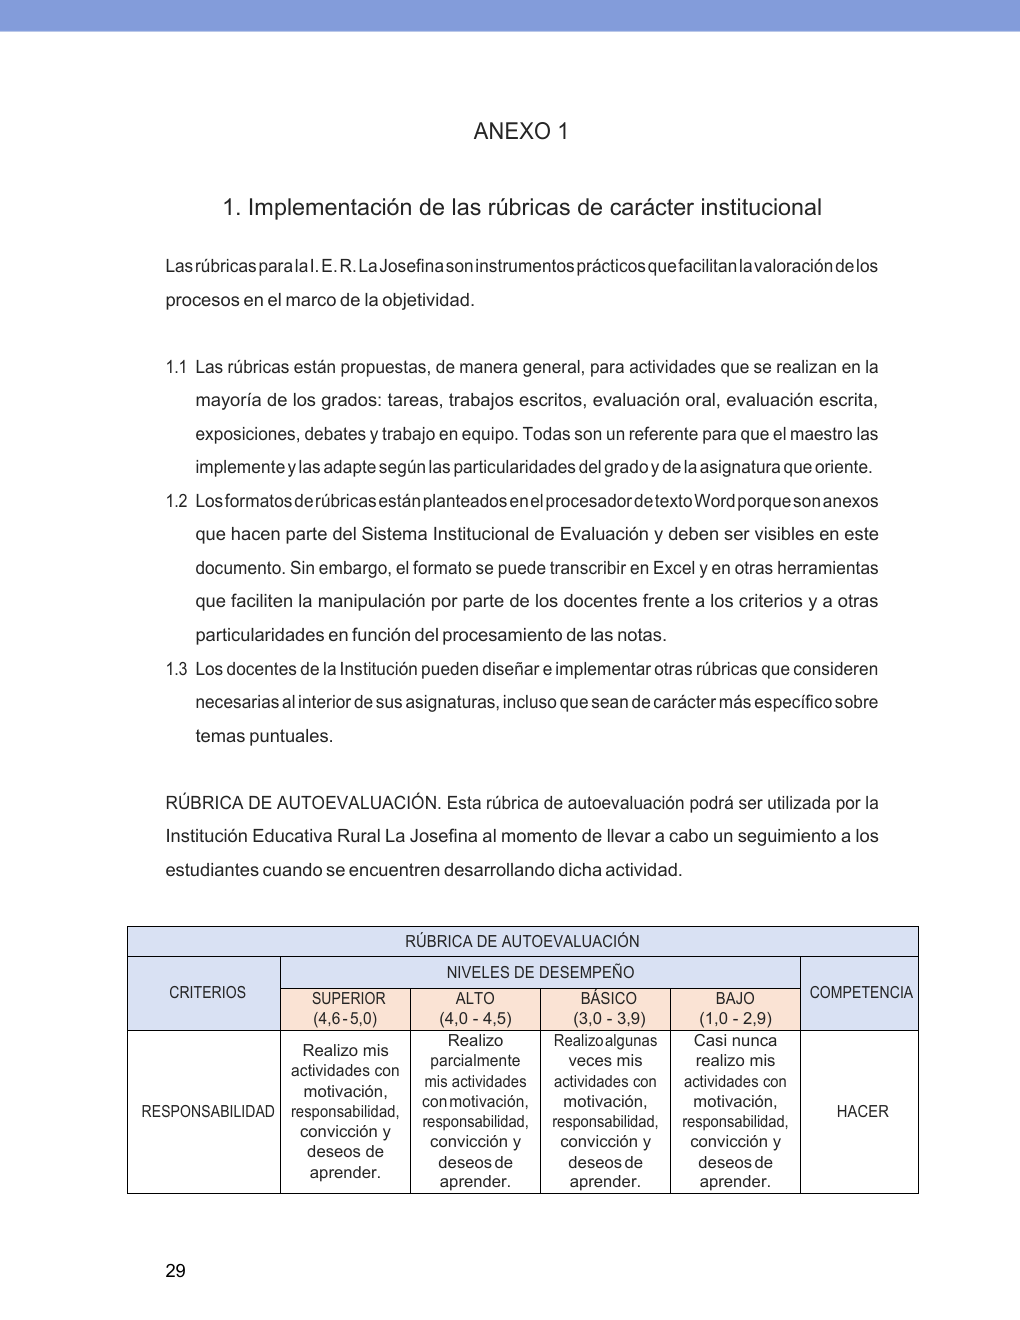 ANEXO 1
1. Implementación de las rúbricas de carácter institucional
Las rúbricas para la I. E. R. La Josefina son instrumentos prácticos que facilitan la valoración de los
procesos en el marco de la objetividad.
1.1 Las rúbricas están propuestas, de manera general, para actividades que se realizan en la
mayoría de los grados: tareas, trabajos escritos, evaluación oral, evaluación escrita,
exposiciones, debates y trabajo en equipo. Todas son un referente para que el maestro las
implemente y las adapte según las particularidades del grado y de la asignatura que oriente.
1.2 Los formatos de rúbricas están planteados en el procesador de texto Word porque son anexos
que hacen parte del Sistema Institucional de Evaluación y deben ser visibles en este
documento. Sin embargo, el formato se puede transcribir en Excel y en otras herramientas
que faciliten la manipulación por parte de los docentes frente a los criterios y a otras
particularidades en función del procesamiento de las notas.
1.3 Los docentes de la Institución pueden diseñar e implementar otras rúbricas que consideren
necesarias al interior de sus asignaturas, incluso que sean de carácter más específico sobre
temas puntuales.
RÚBRICA DE AUTOEVALUACIÓN. Esta rúbrica de autoevaluación podrá ser utilizada por la
Institución Educativa Rural La Josefina al momento de llevar a cabo un seguimiento a los
estudiantes cuando se encuentren desarrollando dicha actividad.
RÚBRICA DE AUTOEVALUACIÓN
CRITERIOS
NIVELES DE DESEMPEÑO
COMPETENCIA
SUPERIOR
(4,6 - 5,0)
ALTO
(4,0 - 4,5)
BÁSICO
(3,0 - 3,9)
BAJO
(1,0 - 2,9)
RESPONSABILIDAD
Realizo mis
actividades con
motivación,
responsabilidad,
convicción y
deseos de
aprender.
Realizo
parcialmente
mis actividades
con motivación,
responsabilidad,
convicción y
deseos de
aprender.
Realizo algunas
veces mis
actividades con
motivación,
responsabilidad,
convicción y
deseos de
aprender.
Casi nunca
realizo mis
actividades con
motivación,
responsabilidad,
convicción y
deseos de
aprender.
HACER
29